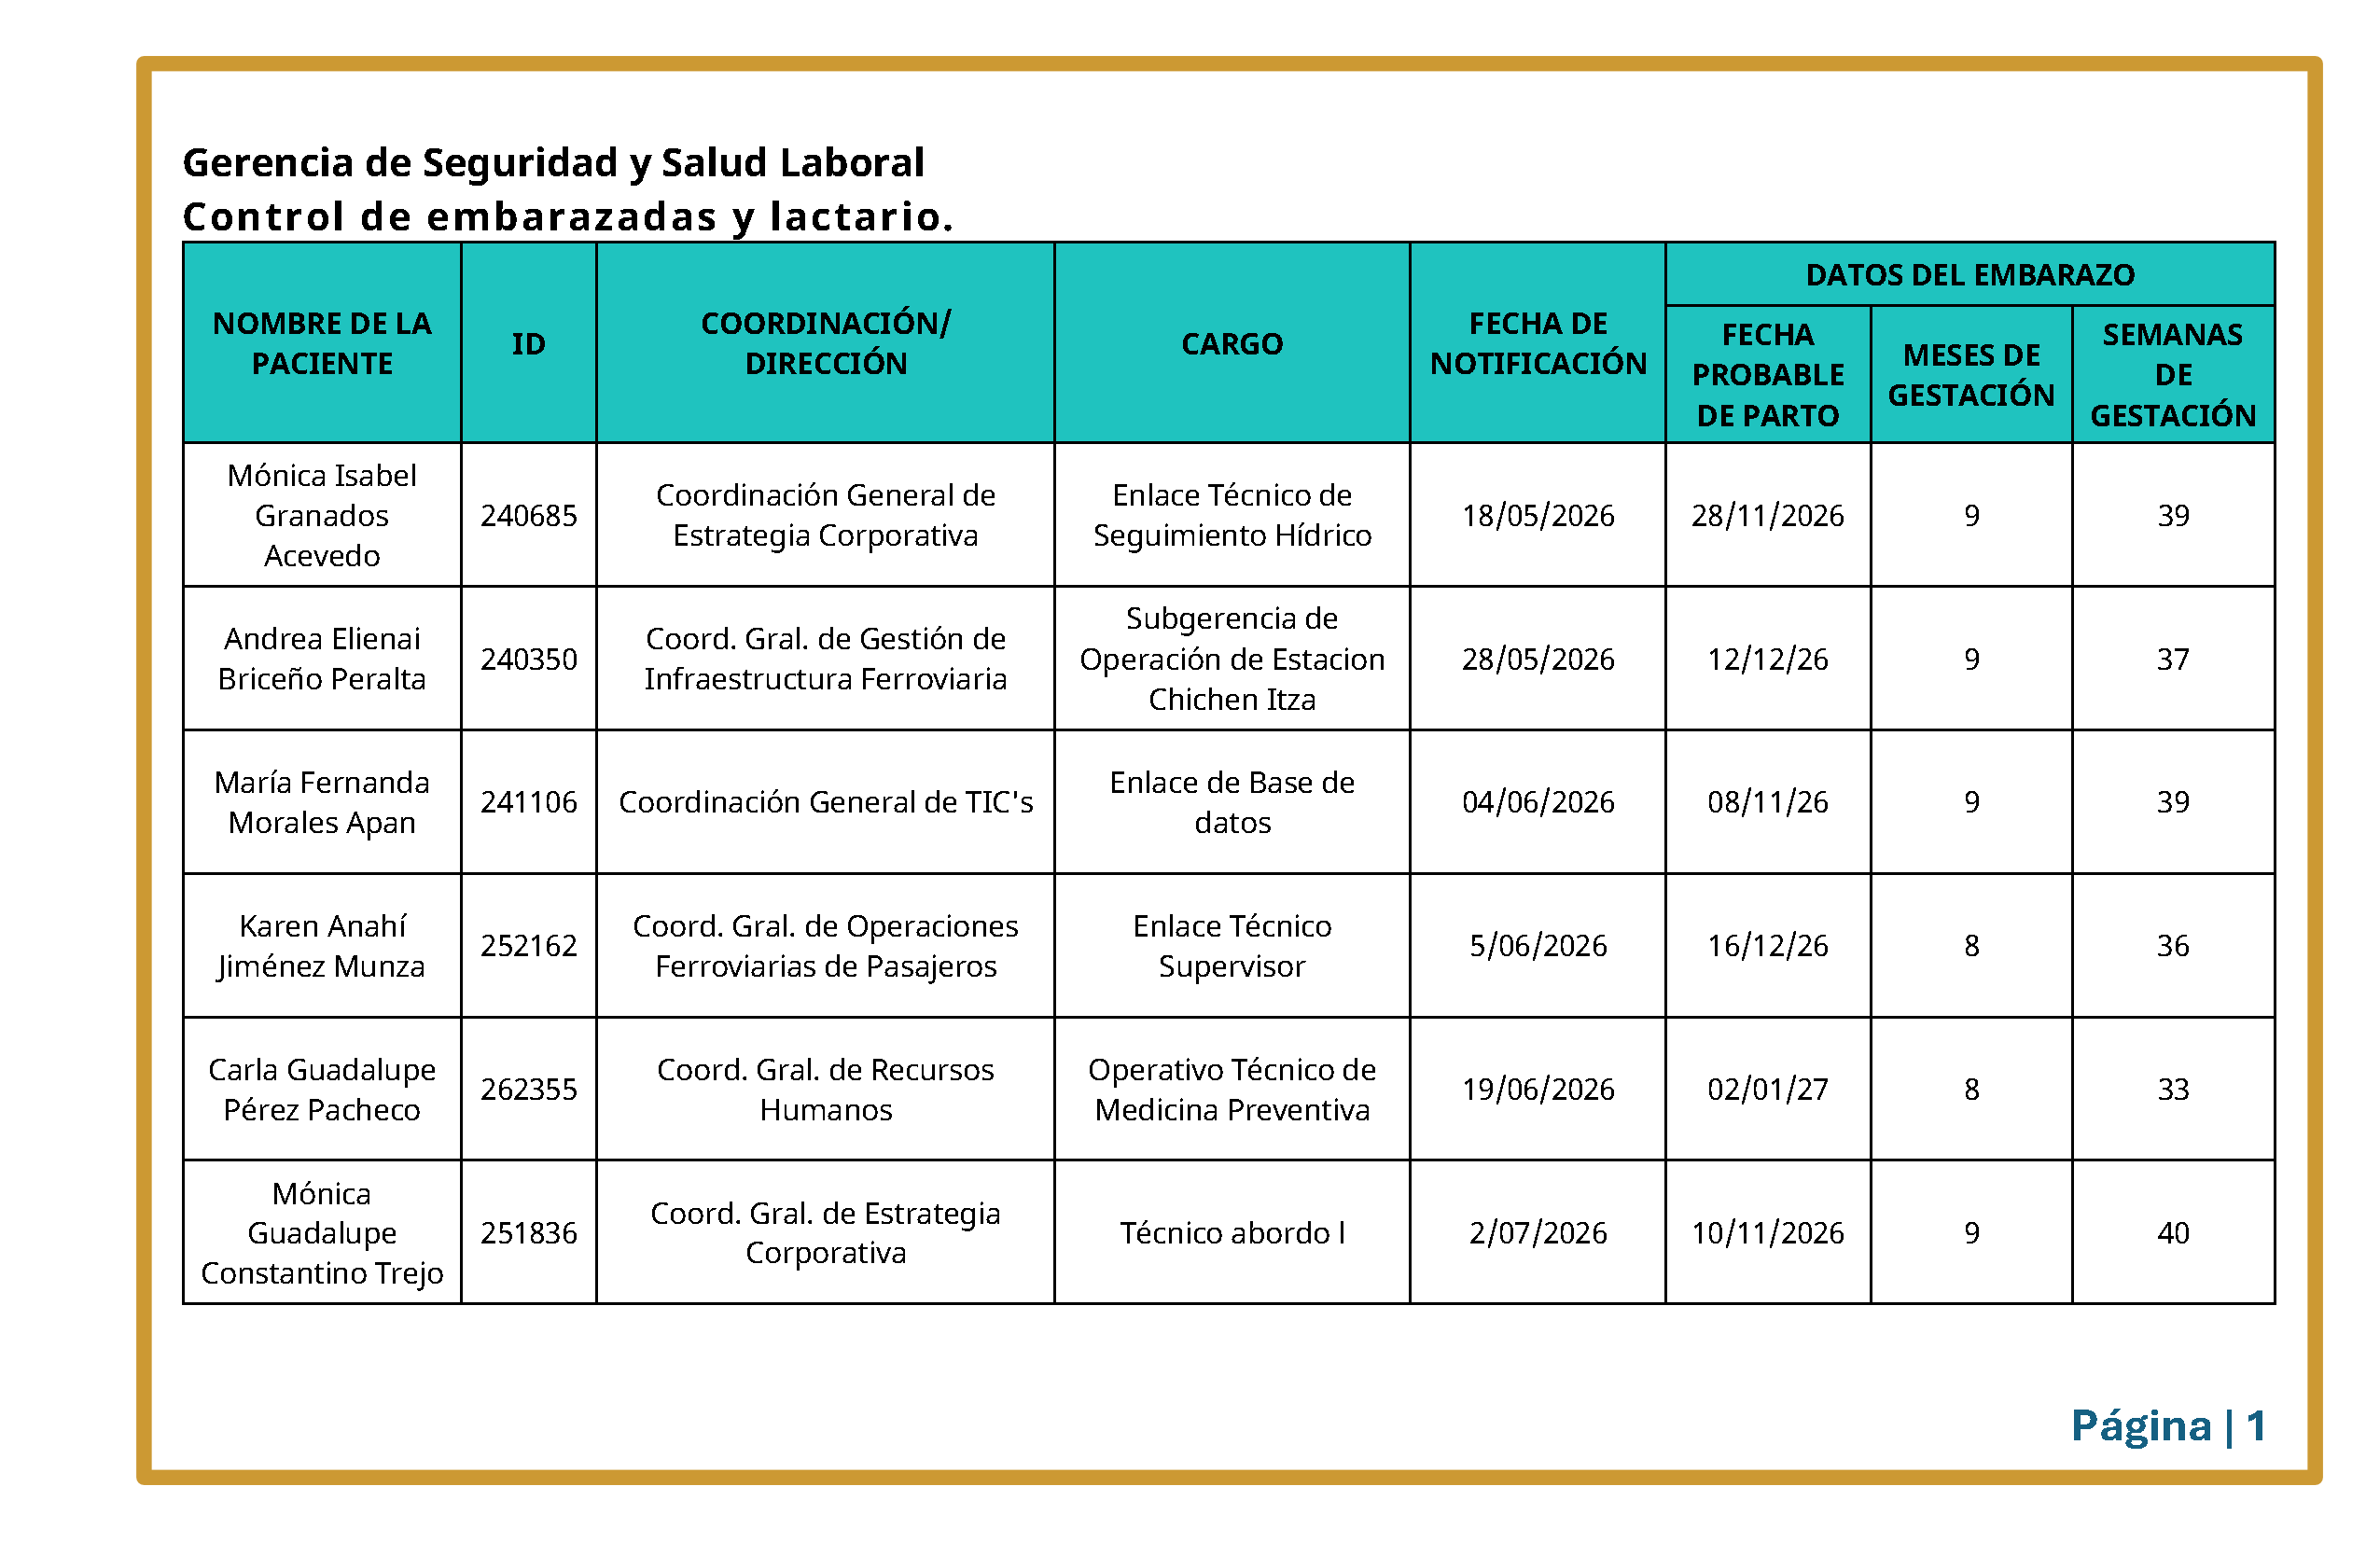 Gerencia de Seguridad y Salud Laboral
Control de embarazadas y lactario.
NOMBRE DE LA
PACIENTE
ID
COORDINACIÓN/
DIRECCIÓN
CARGO
FECHA DE
NOTIFICACIÓN
DATOS DEL EMBARAZO
FECHA
PROBABLE
DE PARTO
MESES DE
GESTACIÓN
SEMANAS
DE
GESTACIÓN
Mónica Isabel
Granados
Acevedo
240685
Coordinación General de
Estrategia Corporativa
Enlace Técnico de
Seguimiento Hídrico
18/05/2026
28/11/2026
9
39
Andrea Elienai
Briceño Peralta
240350
Coord. Gral. de Gestión de
Infraestructura Ferroviaria
Subgerencia de
Operación de Estacion
Chichen Itza
28/05/2026
12/12/26
9
37
María Fernanda
Morales Apan
241106
Coordinación General de TIC's
Enlace de Base de
datos
04/06/2026
08/11/26
9
39
Karen Anahí
Jiménez Munza
252162
Coord. Gral. de Operaciones
Ferroviarias de Pasajeros
Enlace Técnico
Supervisor
5/06/2026
16/12/26
8
36
Carla Guadalupe
Pérez Pacheco
262355
Coord. Gral. de Recursos
Humanos
Operativo Técnico de
Medicina Preventiva
19/06/2026
02/01/27
8
33
Mónica
Guadalupe
Constantino Trejo
251836
Coord. Gral. de Estrategia
Corporativa
Técnico abordo l
2/07/2026
10/11/2026
9
40
Página | 1